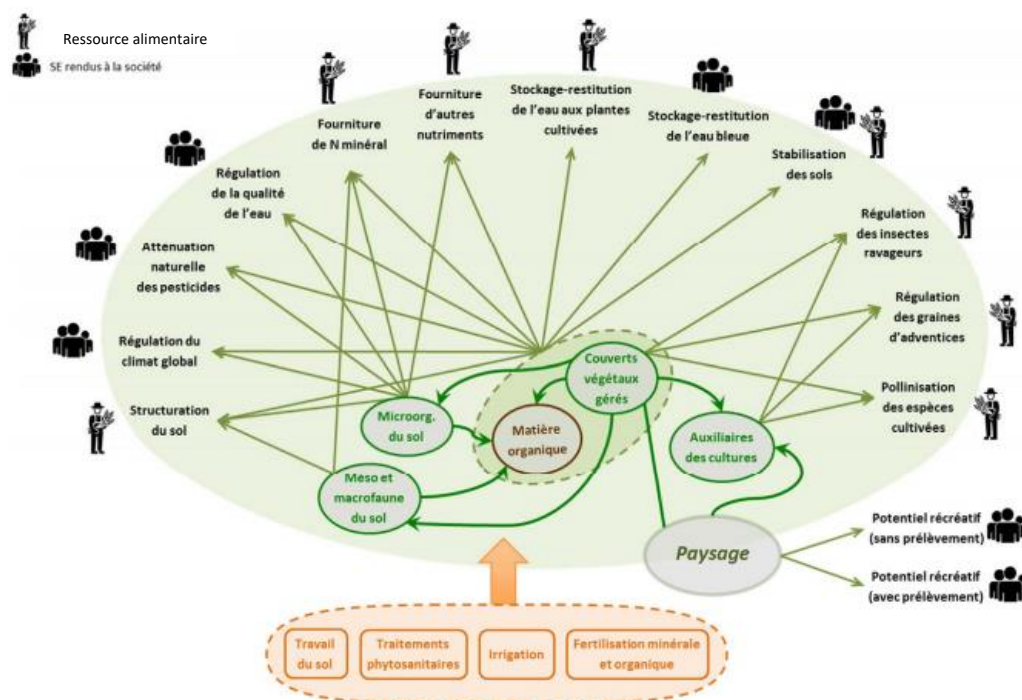 Ressource alimentaire
SE rendus à la société
Fourniture
de N minéral
Fourniture
d'autres
nutriments
Stockage-restitution
de l'eau aux plantes
cultivées
Stockage-restitution
de l'eau bleue
Stabilisation
des sols
Régulation
de la qualité
de l'eau
Régulation
des insectes
ravageurs
Attenuation
naturelle
des pesticides
Régulation
des graines
d'adventices
Régulation du
climat global
Pollinisation
des espèces
cultivées
Structuration
du sol
Couverts
végétaux
gérés
Microorg.
du sol
Matière
organique
Auxiliaires
des cultures
Méso et
macrofaune
du sol
Paysage
Potentiel récréatif
(sans prélèvement)
Potentiel récréatif
(avec prélèvement)
Travail
du sol
Traitements
phytosanitaires
Irrigation
Fertilisation minérale
et organique